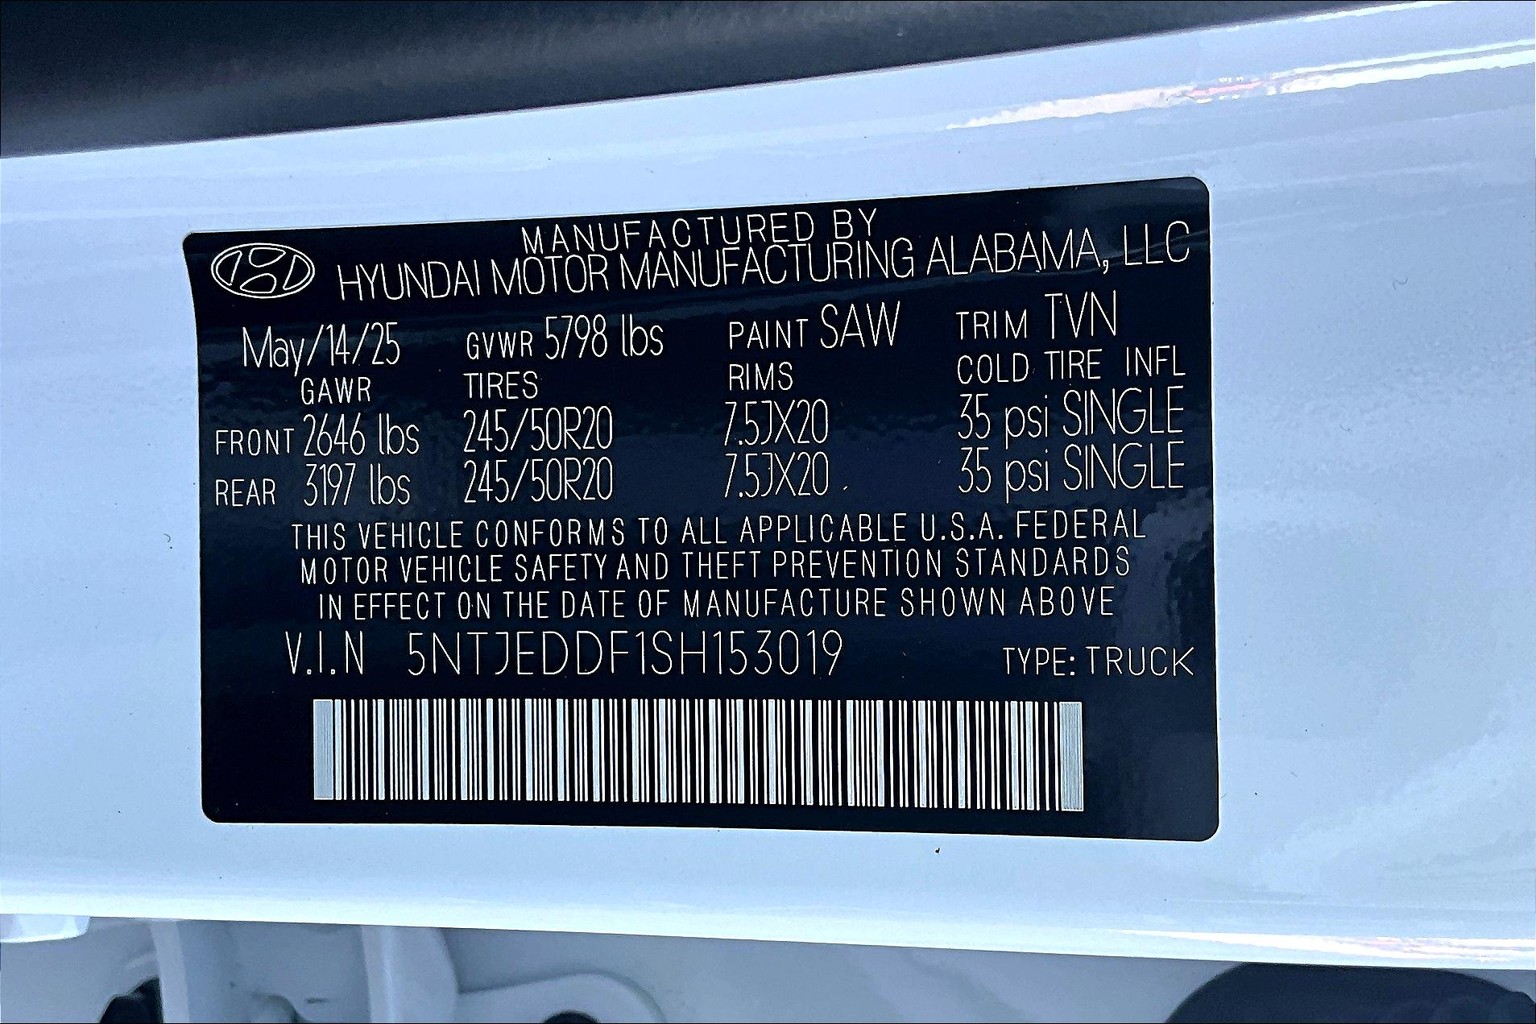 MANUFACTURED BY
HYUNDAI MOTOR MANUFACTURING ALABAMA, LLC
May/14/25 GVWR 5798 lbs PAINT SAW TRIM TVN
GAWR TIRES RIMS COLD TIRE INFL
FRONT 2646 lbs 245/50R20 7.5JX20 35 psi SINGLE
REAR 3197 lbs 245/50R20 7.5JX20 35 psi SINGLE
THIS VEHICLE CONFORMS TO ALL APPLICABLE U.S.A. FEDERAL
MOTOR VEHICLE SAFETY AND THEFT PREVENTION STANDARDS
IN EFFECT ON THE DATE OF MANUFACTURE SHOWN ABOVE
V.I.N 5NTJEDDF1SH153019 TYPE: TRUCK